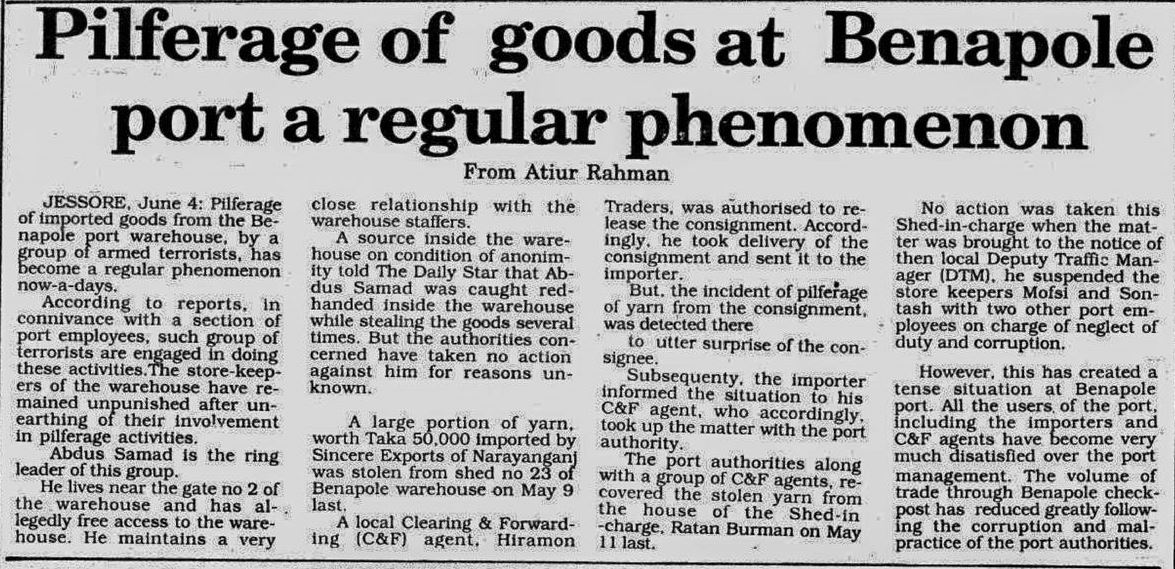 Pilferage of goods at Benapole
port a regular phenomenon
From Atiur Rahman
JESSORE, June 4: Pilferage
of imported goods from the Be-
napole port warehouse, by a
group of armed terrorists, has
become a regular phenomenon
now-a-days.
According to reports, in
connivance with a section of
port employees, such group of
terrorists are engaged in doing
these activities.The store-keep-
ers of the warehouse have re-
mained unpunished after un-
earthing of their involvement
in pilferage activities.
Abdus Samad is the ring
leader of this group.
He lives near the gate no 2 of
the warehouse and has al-
legedly free access to the ware-
house. He maintains a very
close relationship with the
warehouse staffers.
A source inside the ware-
house on condition of anonim-
ity told The Daily Star that Ab-
dus Samad was caught red-
handed inside the warehouse
while stealing the goods several
times. But the authorities con-
cerned have taken no action
against him for reasons un-
known.
A large portion of yarn,
worth Taka 50,000 imported by
Sincere Exports of Narayanganj
was stolen from shed no 23 of
Benapole warehouse on May 9
last.
A local Clearing & Forward-
ing (C&F) agent, Hiramon
Traders, was authorised to re-
lease the consignment. Accord-
ingly, he took delivery of the
consignment and sent it to the
importer.
But, the incident of pilferage
of yarn from the consignment,
was detected there
to utter surprise of the con-
signee.
Subsequenty, the importer
informed the situation to his
C&F agent, who accordingly,
took up the matter with the port
authority.
The port authorities along
with a group of C&F agents, re-
covered the stolen yarn from
the house of the Shed-in
-charge, Ratan Burman on May
11 last.
No action was taken this
Shed-in-charge when the mat-
ter was brought to the notice of
then local Deputy Traffic Man-
ager (DTM), he suspended the
store keepers Mofsi and Son-
tash with two other port em-
ployees on charge of neglect of
duty and corruption.
However, this has created a
tense situation at Benapole
port. All the users of the port,
including the importers and
C&F agents have become very
much disatisfied over the port
management. The volume of
trade through Benapole check-
post has reduced greatly follow-
ing the corruption and mal-
practice of the port authorities.